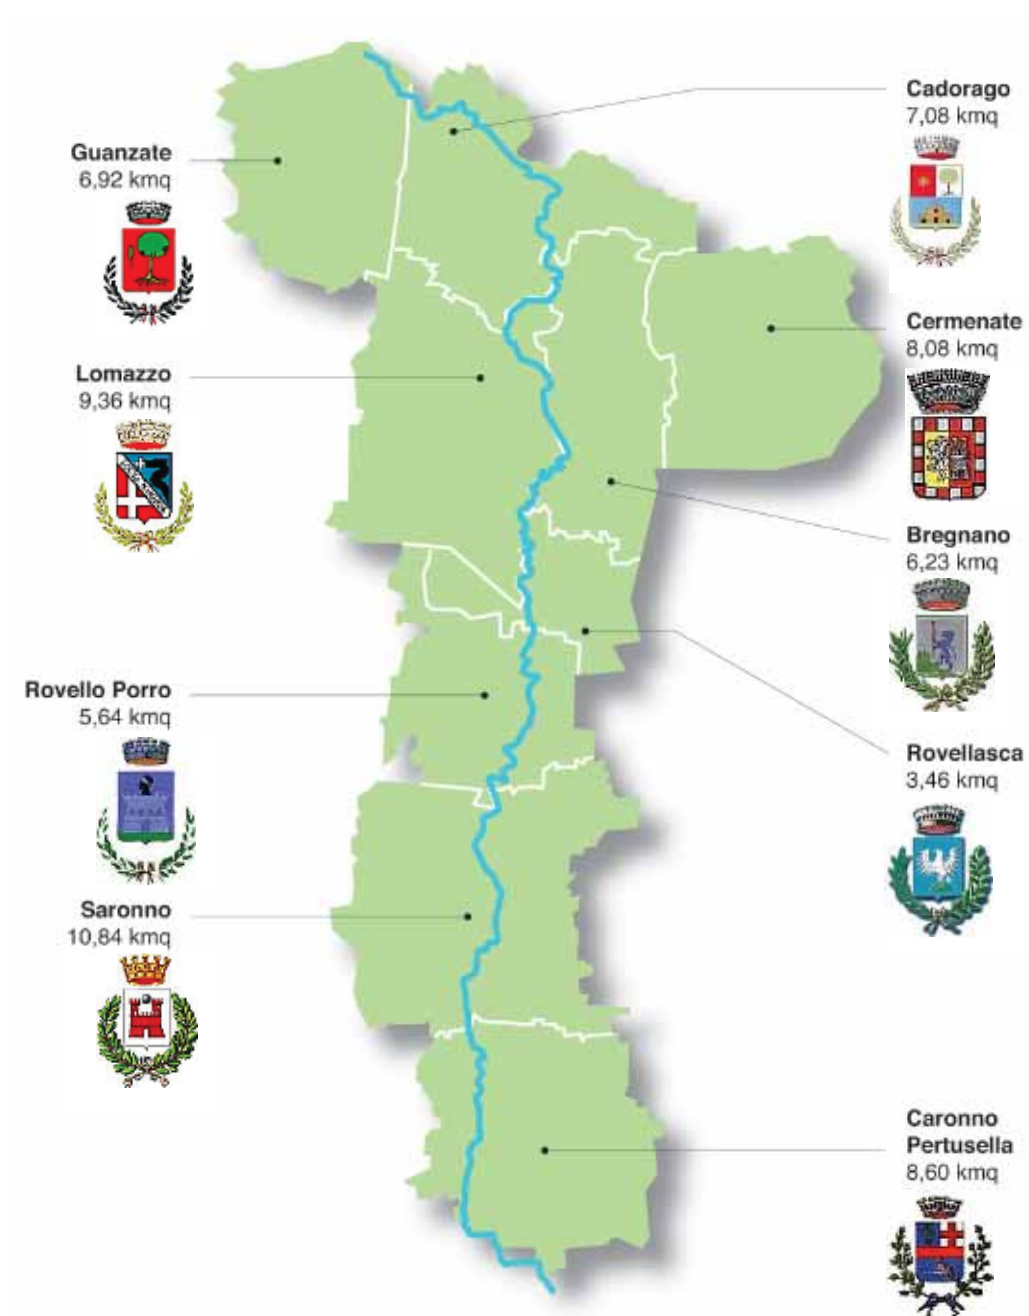 Cadorago
7,08 kmq
Guanzate
6,92 kmq
Cermenate
8,08 kmq
Lomazzo
9,36 kmq
Bregnano
6,23 kmq
Rovello Porro
5,64 kmq
Rovellasca
3,46 kmq
Saronno
10,84 kmq
Caronno
Pertusella
8,60 kmq